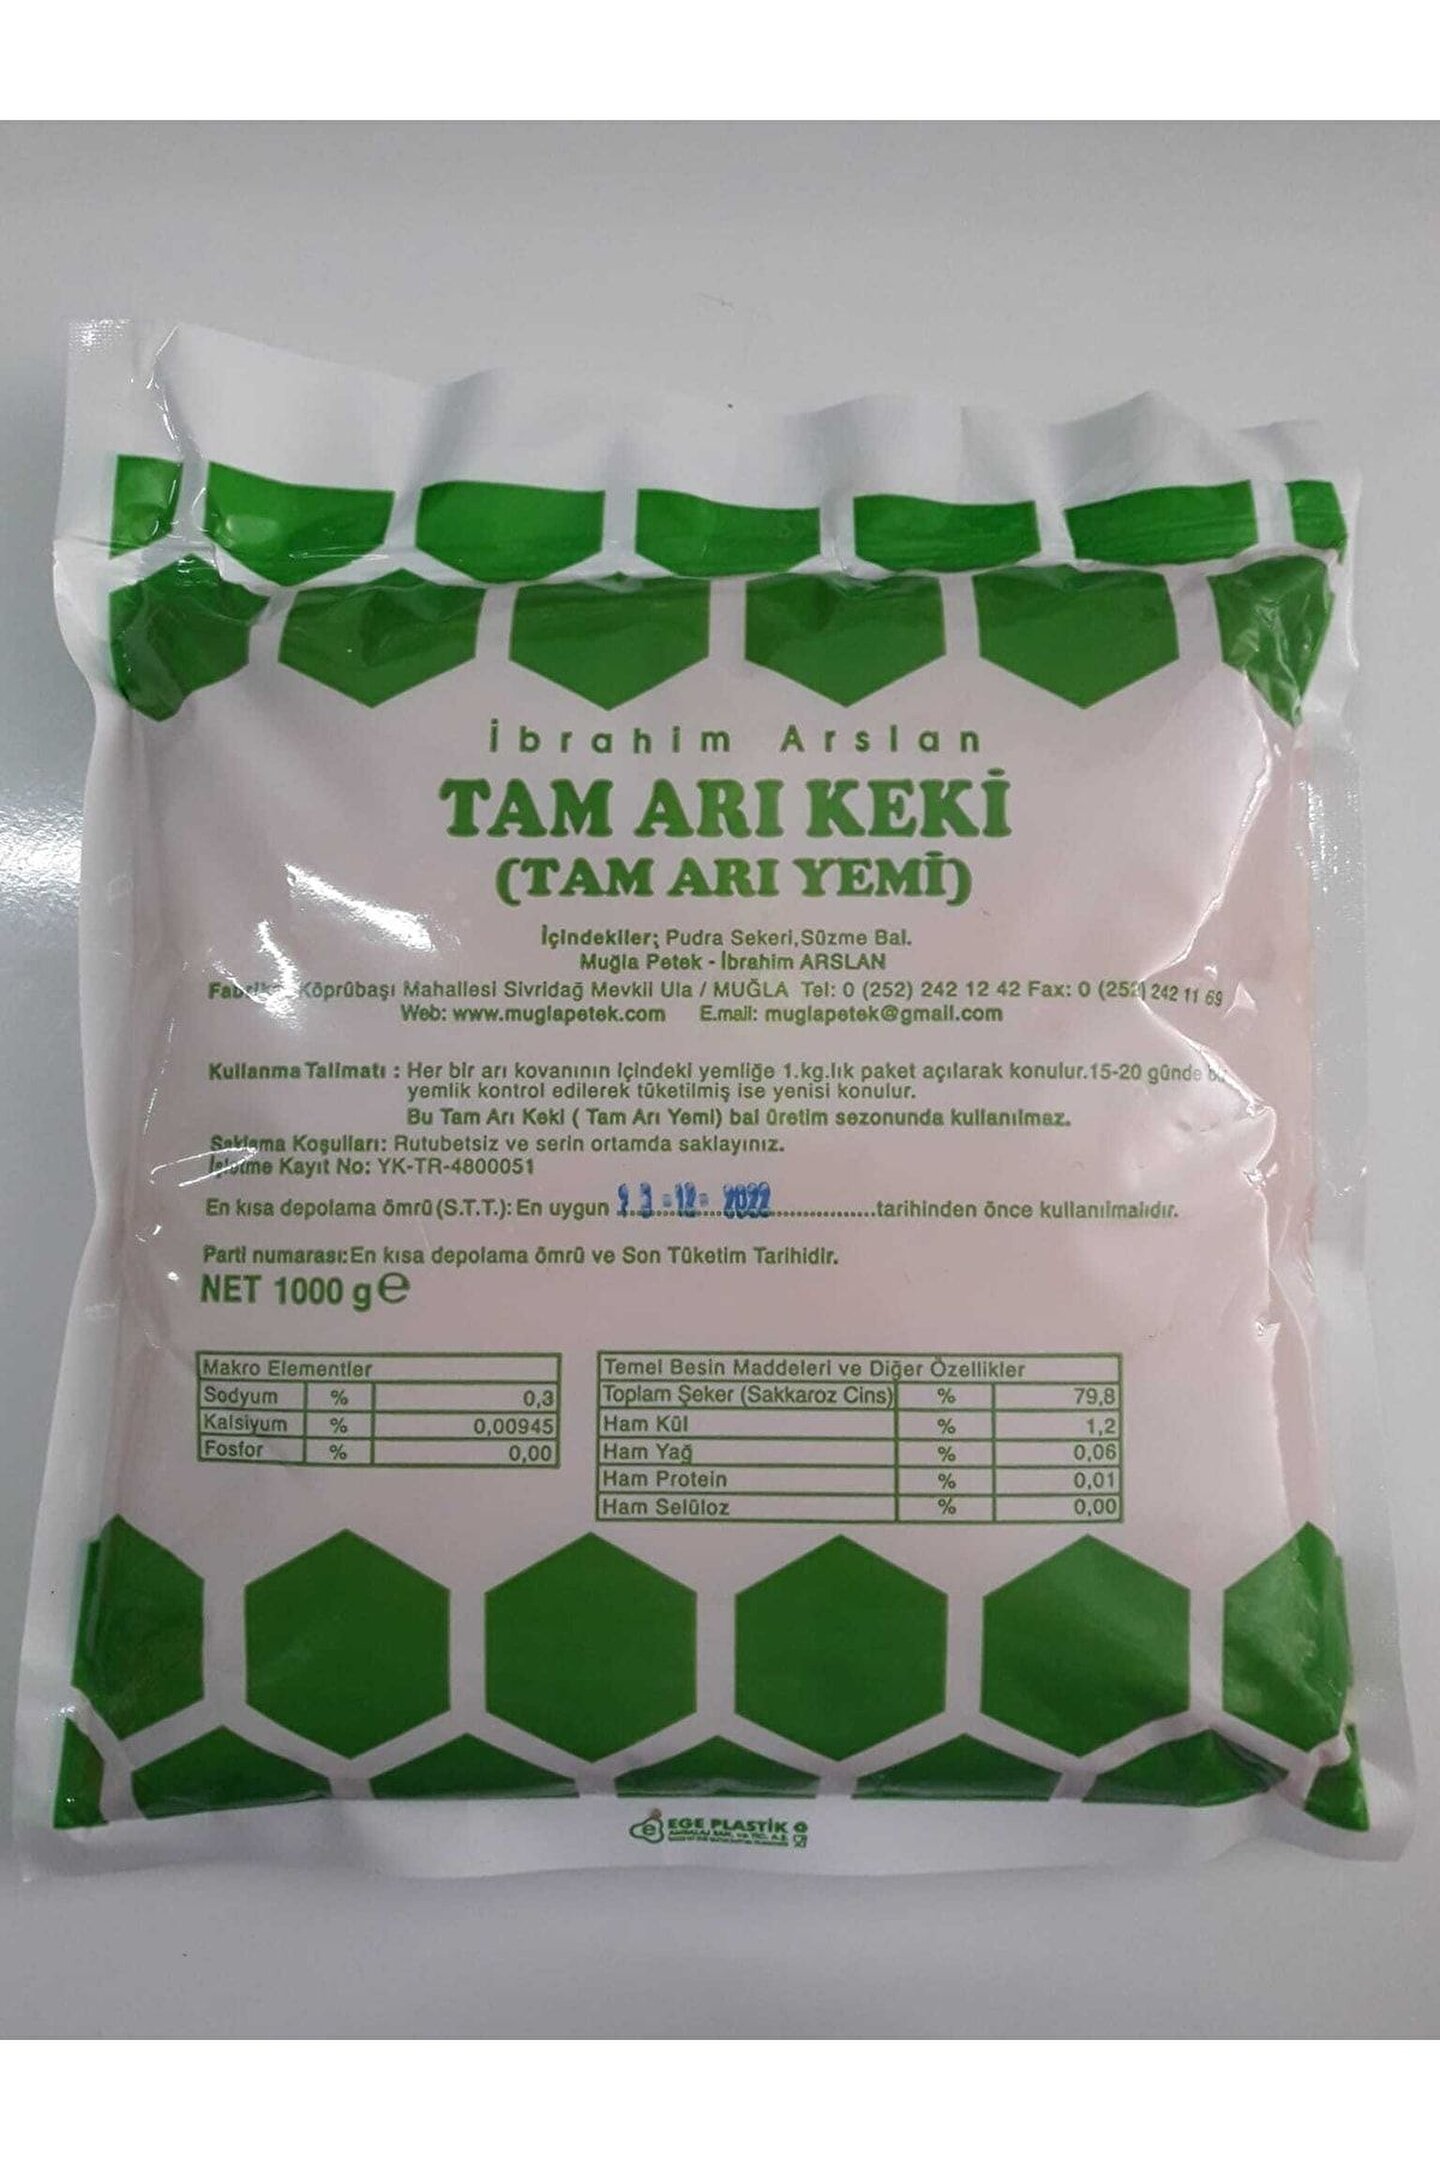 İbrahim Arslan
TAM ARI KEKİ
(TAM ARI YEMİ)
İçindekiler; Pudra Sekeri,Süzme Bal.
Muğla Petek - İbrahim ARSLAN
Köprübaşı Mahallesi Sivridağ Mevkii Ula / MUĞLA Tel: 0 (252) 242 12 42 Fax: 0 (252) 242 11 69
Web: www.muglapetek.com E.mail: muglapetek@gmail.com
Kullanma Talimatı : Her bir arı kovanının içindeki yemliğe 1.kg.lık paket açılarak konulur.15-20 günde bir
yemlik kontrol edilerek tüketilmiş ise yenisi konulur.
Bu Tam Arı Keki ( Tam Arı Yemi) bal üretim sezonunda kullanılmaz.
Saklama Koşulları: Rutubetsiz ve serin ortamda saklayınız.
İşletme Kayıt No: YK-TR-4800051
En kısa depolama ömrü(S.T.T.): En uygun 23-12-2022 tarihinden önce kullanılmalıdır.
Parti numarası:En kısa depolama ömrü ve Son Tüketim Tarihidir.
NET 1000 g ℮
Makro Elementler
Sodyum % 0,3
Kalsiyum % 0,00945
Fosfor % 0,00
Temel Besin Maddeleri ve Diğer Özellikler
Toplam Şeker (Sakkaroz Cins) % 79,8
Ham Kül % 1,2
Ham Yağ % 0,06
Ham Protein % 0,01
Ham Selüloz % 0,00
EGE PLASTİK